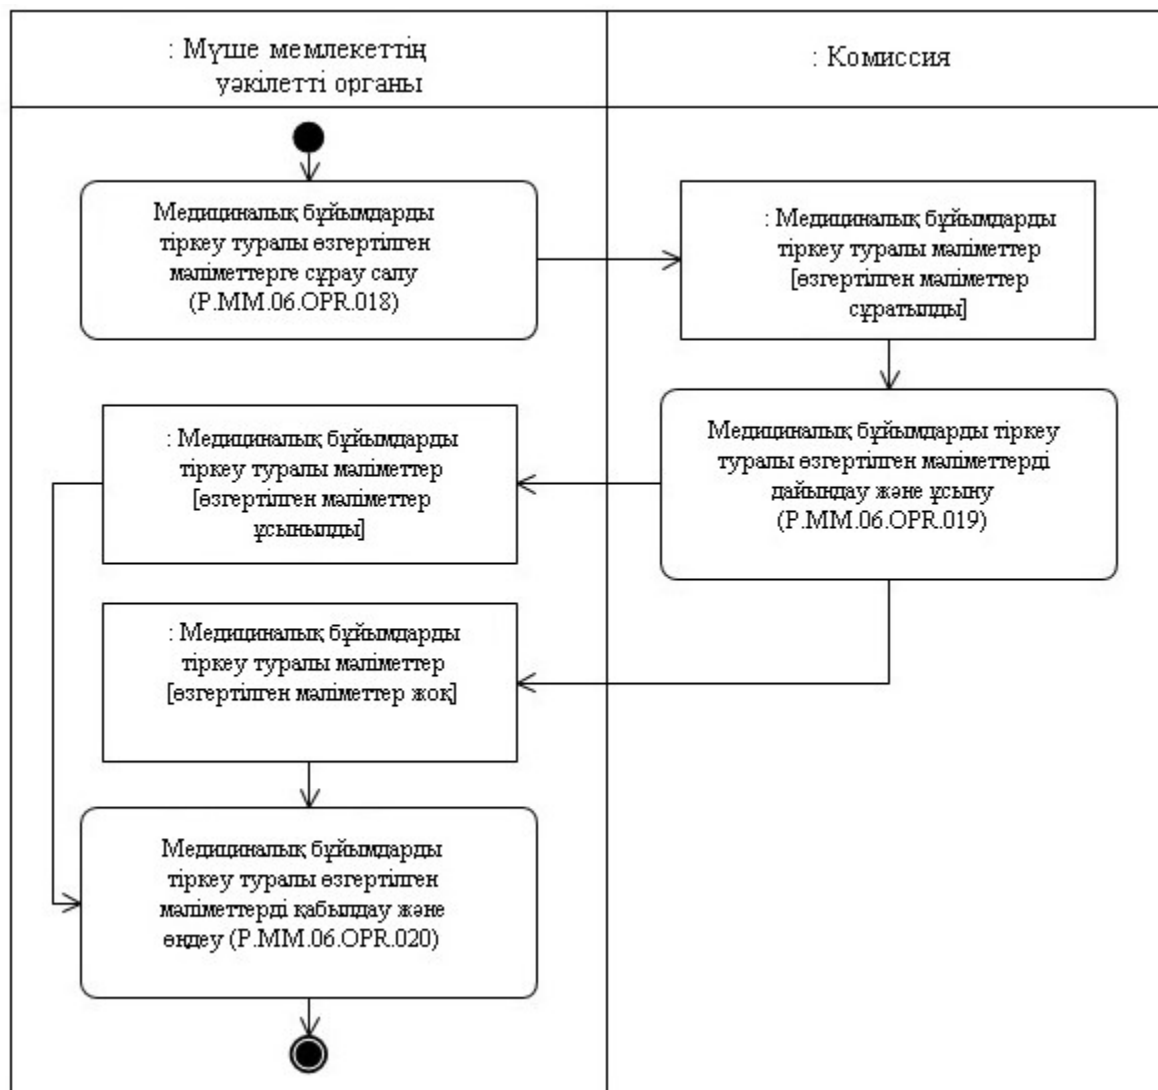 : Мүше мемлекеттің
уәкілетті органы
: Комиссия
Медициналық бұйымдарды
тіркеу туралы өзгертілген
мәліметтерге сұрау салу
(P.MM.06.OPR.018)
: Медициналық бұйымдарды
тіркеу туралы мәліметтер
[өзгертілген мәліметтер
сұратылды]
Медициналық бұйымдарды тіркеу
туралы өзгертілген мәліметтерді
дайындау және ұсыну
(P.MM.06.OPR.019)
: Медициналық бұйымдарды
тіркеу туралы мәліметтер
[өзгертілген мәліметтер
ұсынылды]
: Медициналық бұйымдарды
тіркеу туралы мәліметтер
[өзгертілген мәліметтер жоқ]
Медициналық бұйымдарды
тіркеу туралы өзгертілген
мәліметтерді қабылдау және
өңдеу (P.MM.06.OPR.020)